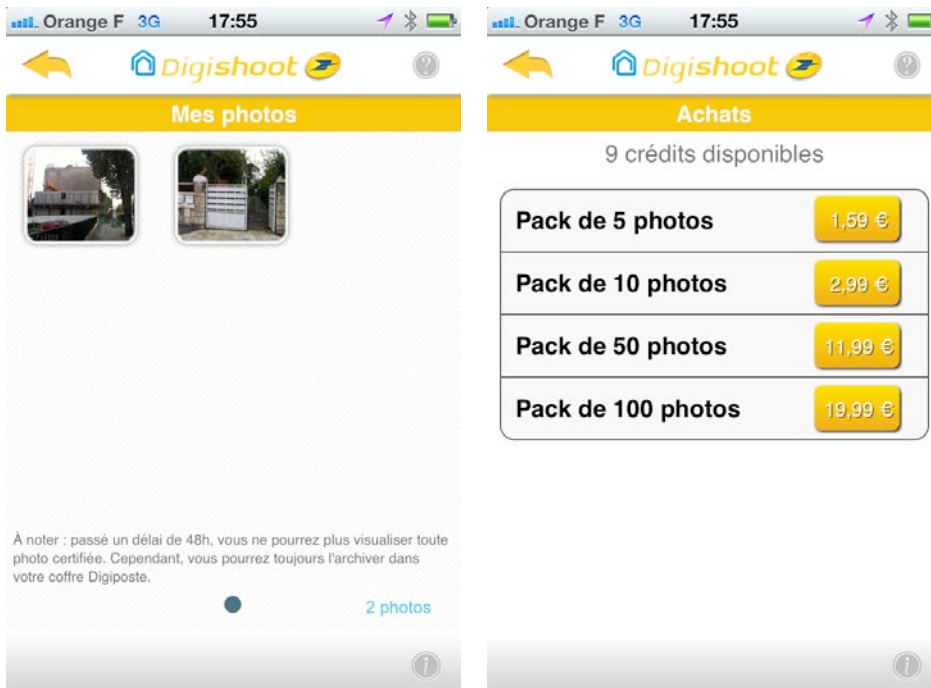 Orange F 3G 17:55
Digishoot
Mes photos
À noter : passé un délai de 48h, vous ne pourrez plus visualiser toute
photo certifiée. Cependant, vous pourrez toujours l'archiver dans
votre coffre Digiposte.
2 photos
i
Orange F 3G 17:55
Digishoot
?
Achats
9 crédits disponibles
Pack de 5 photos 1,59 €
Pack de 10 photos 2,99 €
Pack de 50 photos 11,99 €
Pack de 100 photos 19,99 €
i